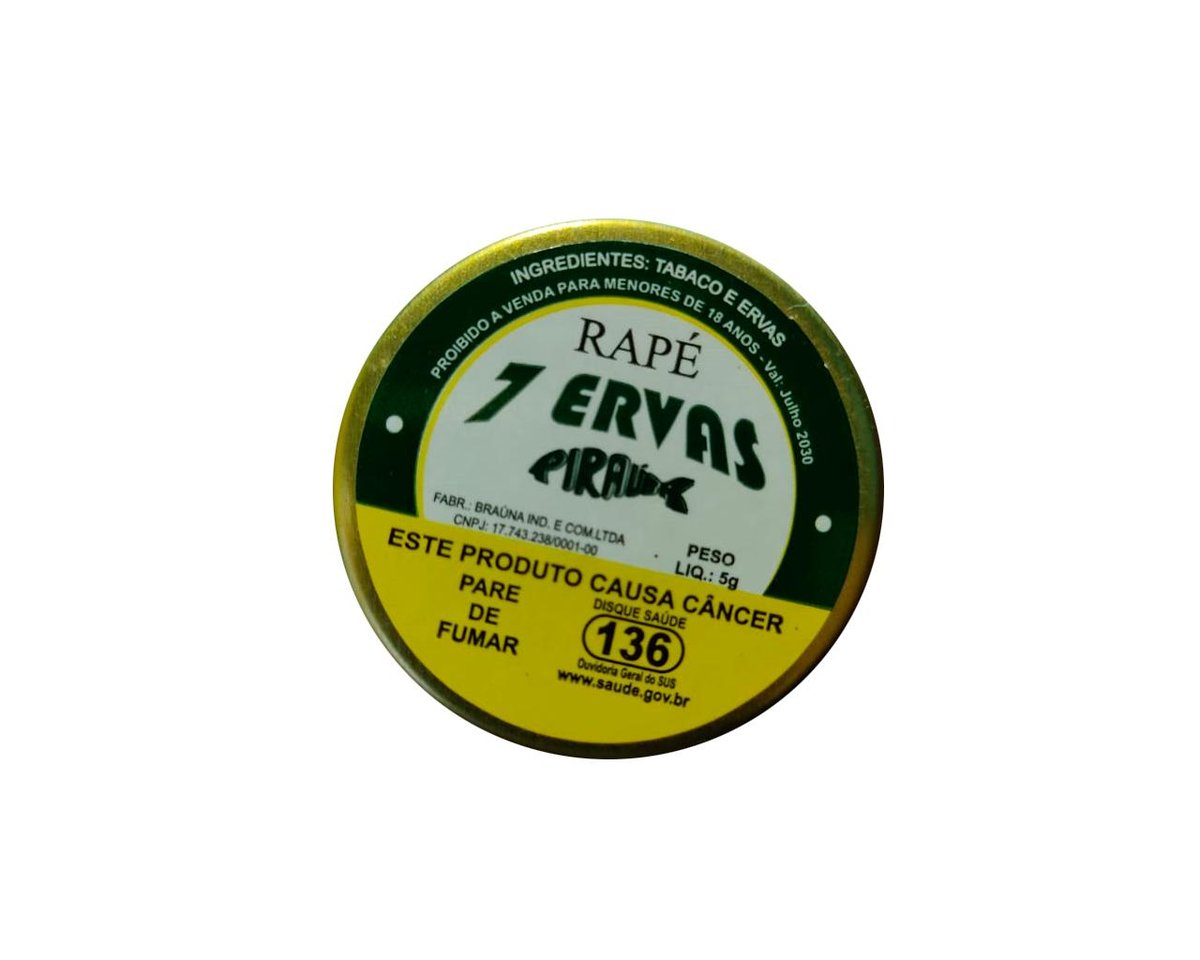 INGREDIENTES: TABACO E ERVAS
PROIBIDO A VENDA PARA MENORES DE 18 ANOS - Val: Julho 2030
RAPÉ
7 ERVAS
PIRAÚBA
FABR.: BRAÚNA IND. E COM.LTDA
CNPJ: 17.743.238/0001-00
PESO
LIQ.: 5g
ESTE PRODUTO CAUSA CÂNCER
PARE
DE
FUMAR
DISQUE SAÚDE
136
Ouvidoria Geral do SUS
www.saude.gov.br